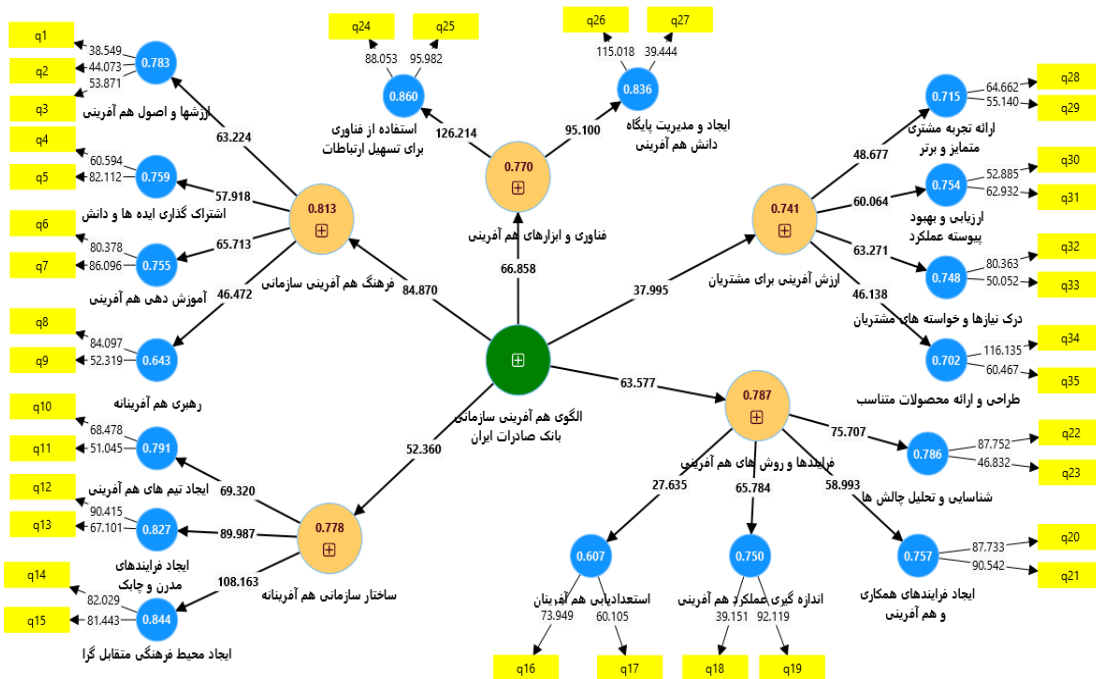 q1
q2
q3
38.549
44.073
53.871
0.783
ارزشها و اصول هم آفرینی
63.224
q4
q5
60.594
82.112
0.759
اشتراک گذاری ایده ها و دانش
57.918
q6
q7
80.378
86.096
0.755
آموزش دهی هم آفرینی
65.713
q8
q9
84.097
52.319
0.643
رهبری هم آفرینانه
46.472
0.813
فرهنگ هم آفرینی سازمانی
84.870
q24
q25
88.053
95.982
0.860
استفاده از فناوری
برای تسهیل ارتباطات
126.214
q26
q27
115.018
39.444
0.836
ایجاد و مدیریت پایگاه
دانش هم آفرینی
95.100
0.770
فناوری و ابزارهای هم آفرینی
66.858
q28
q29
64.662
55.140
0.715
ارائه تجربه مشتری
متمایز و برتر
48.677
q30
q31
52.885
62.932
0.754
ارزیابی و بهبود
پیوسته عملکرد
60.064
q32
q33
80.363
50.052
0.748
درک نیازها و خواسته های مشتریان
63.271
q34
q35
116.135
60.467
0.702
طراحی و ارائه محصولات متناسب
46.138
0.741
ارزش آفرینی برای مشتریان
37.995
الگوی هم آفرینی سازمانی
بانک صادرات ایران
q10
q11
68.478
51.045
0.791
ایجاد تیم های هم آفرینی
69.320
q12
q13
90.415
67.101
0.827
ایجاد فرایندهای
مدرن و چابک
89.987
q14
q15
82.029
81.443
0.844
ایجاد محیط فرهنگی متقابل گرا
108.163
0.778
ساختار سازمانی هم آفرینانه
52.360
63.577
0.787
فرایندها و روش های هم آفرینی
q22
q23
87.752
46.832
0.786
شناسایی و تحلیل چالش ها
75.707
q20
q21
87.733
90.542
0.757
ایجاد فرایندهای همکاری
و هم آفرینی
58.993
0.750
اندازه گیری عملکرد هم آفرینی
65.784
39.151
92.119
q18
q19
0.607
استعدادیابی هم آفرینان
27.635
73.949
60.105
q16
q17